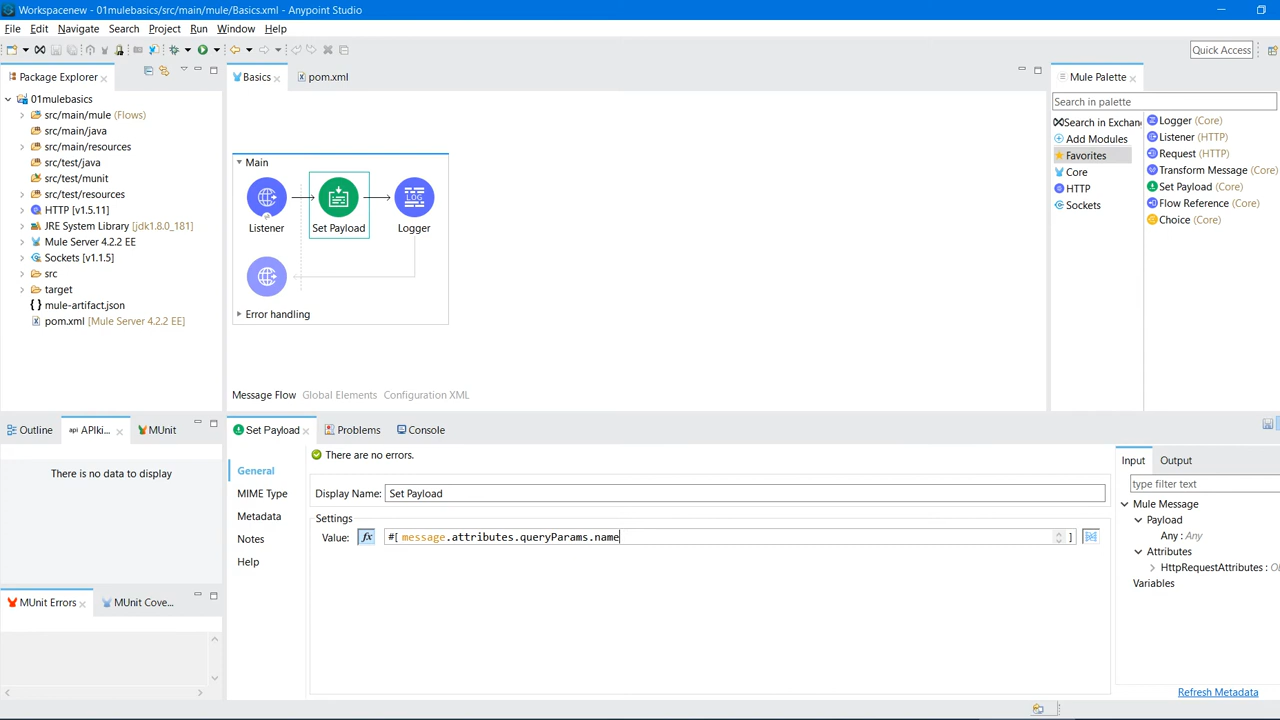 Workspacenew - 01mulebasics/src/main/mule/Basics.xml - Anypoint Studio
File Edit Navigate Search Project Run Window Help
Quick Access
Package Explorer
01mulebasics
src/main/mule (Flows)
src/main/java
src/main/resources
src/test/java
src/test/munit
src/test/resources
HTTP [v1.5.11]
JRE System Library [jdk1.8.0_181]
Mule Server 4.2.2 EE
Sockets [v1.1.5]
src
target
mule-artifact.json
pom.xml [Mule Server 4.2.2 EE]
Basics pom.xml
Main
Listener Set Payload Logger
LOG
Error handling
Message Flow Global Elements Configuration XML
Mule Palette
Search in palette
Search in Exchan
Add Modules
Favorites
Core
HTTP
Sockets
Logger (Core)
Listener (HTTP)
Request (HTTP)
Transform Message (Core)
Set Payload (Core)
Flow Reference (Core)
Choice (Core)
Outline api APIki... MUnit
There is no data to display
MUnit Errors MUnit Cove...
Set Payload Problems Console
There are no errors.
General
MIME Type
Metadata
Notes
Help
Display Name: Set Payload
Settings
Value: fx #[ message.attributes.queryParams.name ]
Input Output
type filter text
Mule Message
Payload
Any : Any
Attributes
HttpRequestAttributes :
Variables
Refresh Metadata